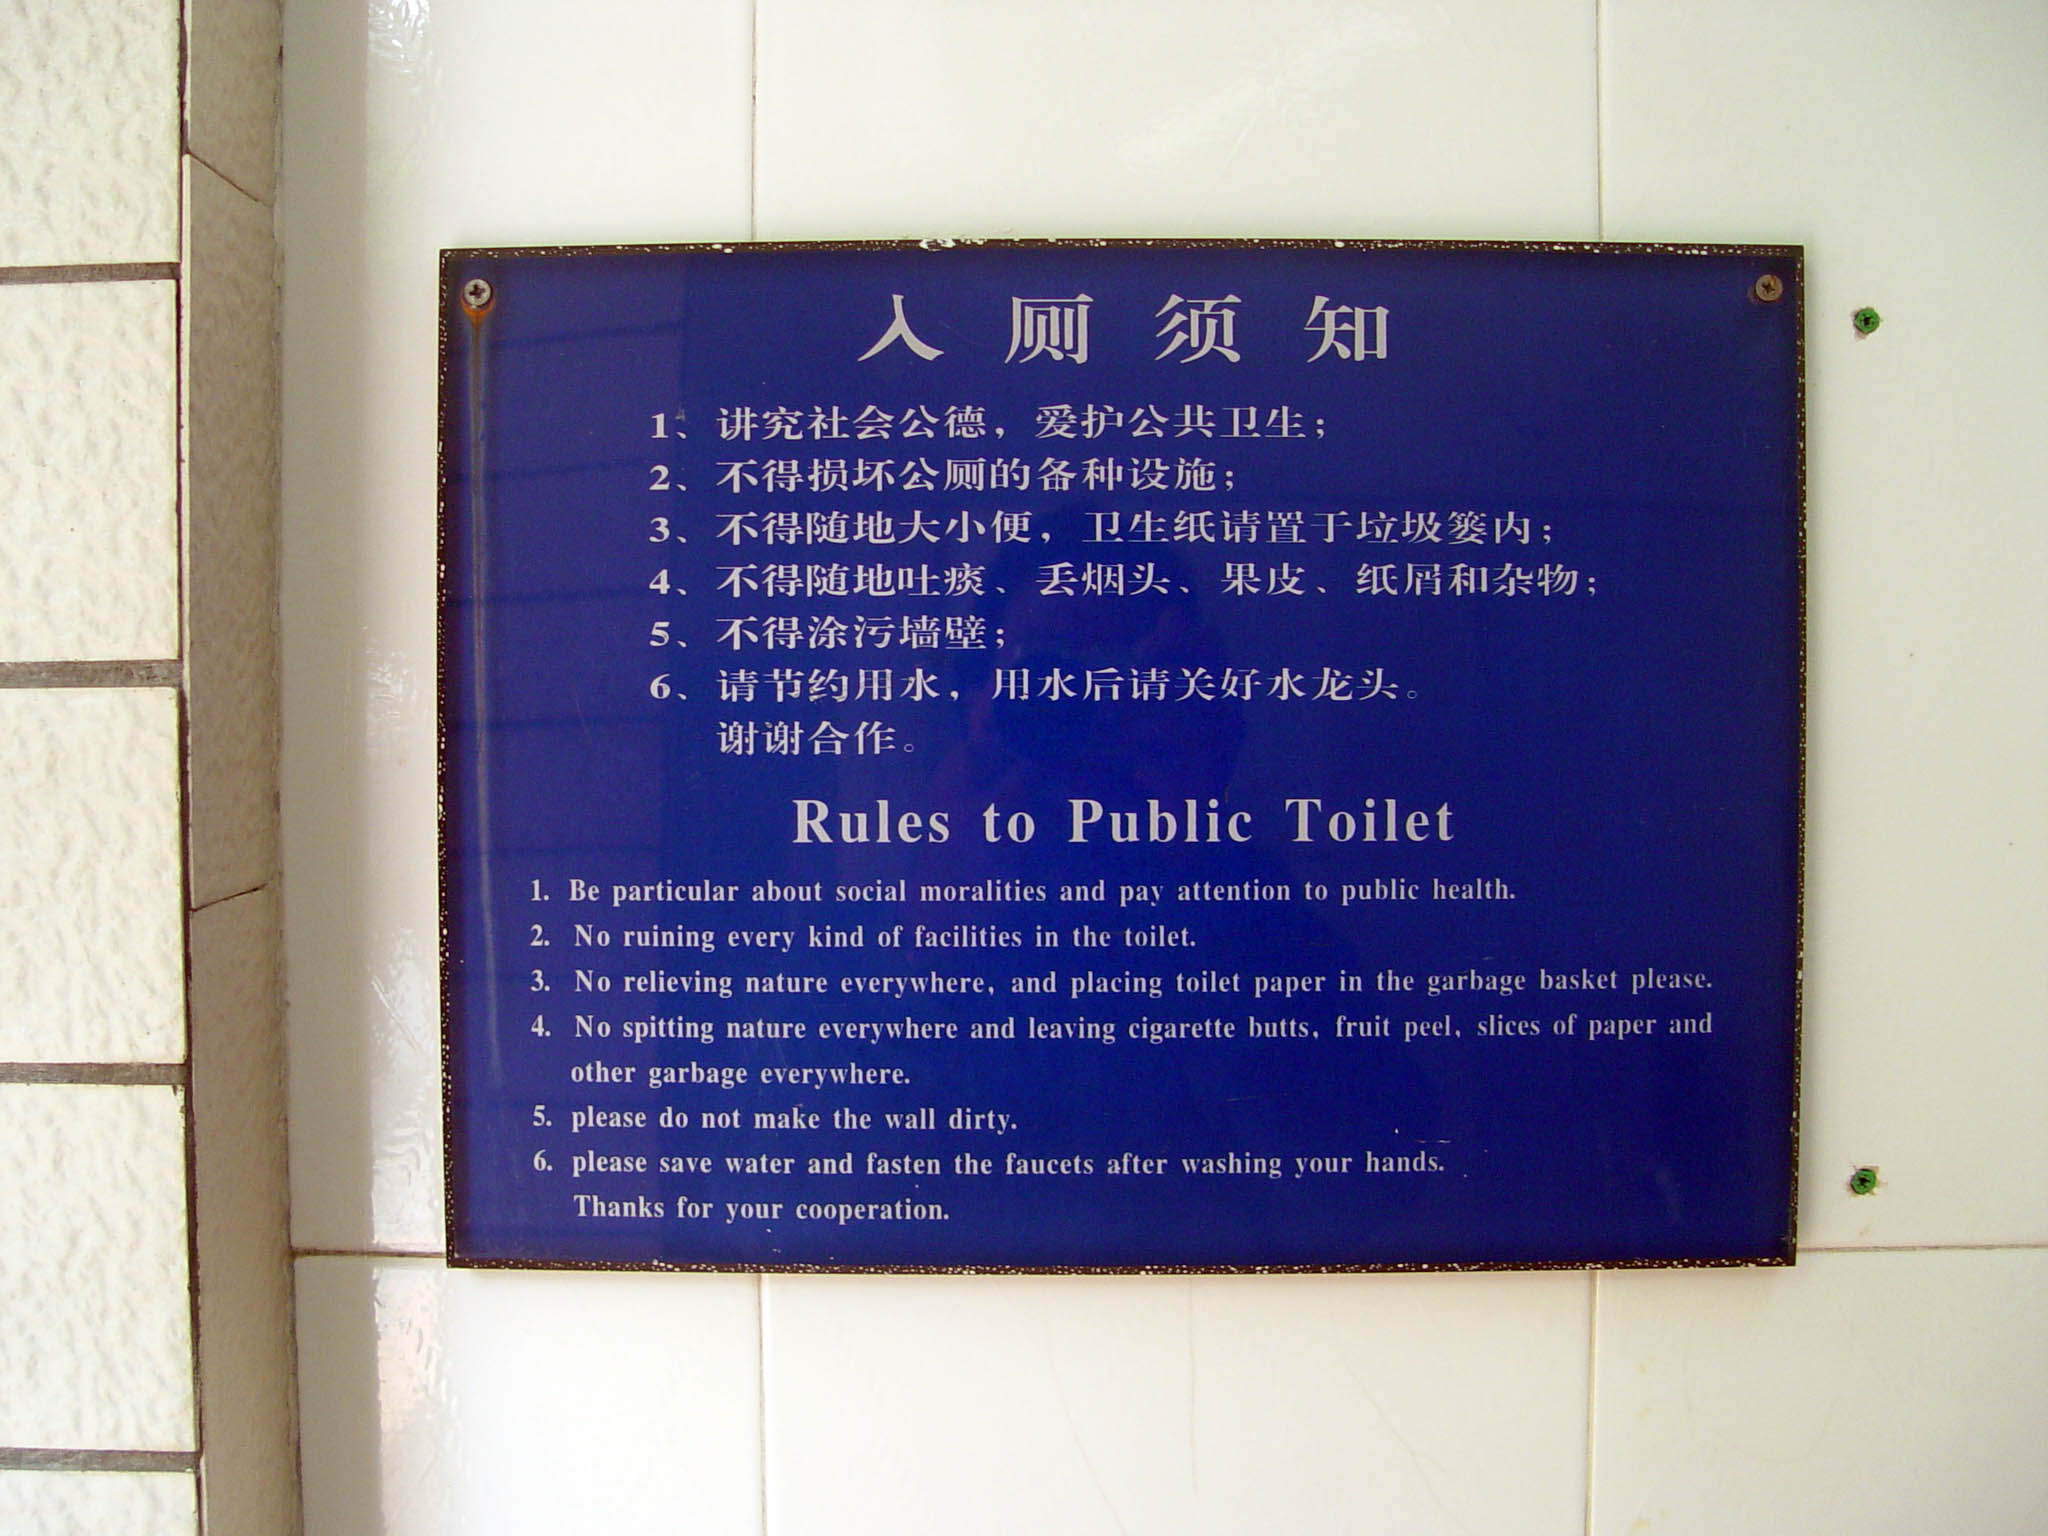 入厕须知
1、讲究社会公德，爱护公共卫生；
2、不得损坏公厕的各种设施；
3、不得随地大小便，卫生纸请置于垃圾篓内；
4、不得随地吐痰、丢烟头、果皮、纸屑和杂物；
5、不得涂污墙壁；
6、请节约用水，用水后请关好水龙头。
谢谢合作。
Rules to Public Toilet
1. Be particular about social moralities and pay attention to public health.
2. No ruining every kind of facilities in the toilet.
3. No relieving nature everywhere, and placing toilet paper in the garbage basket please.
4. No spitting nature everywhere and leaving cigarette butts, fruit peel, slices of paper and
other garbage everywhere.
5. please do not make the wall dirty.
6. please save water and fasten the faucets after washing your hands.
Thanks for your cooperation.